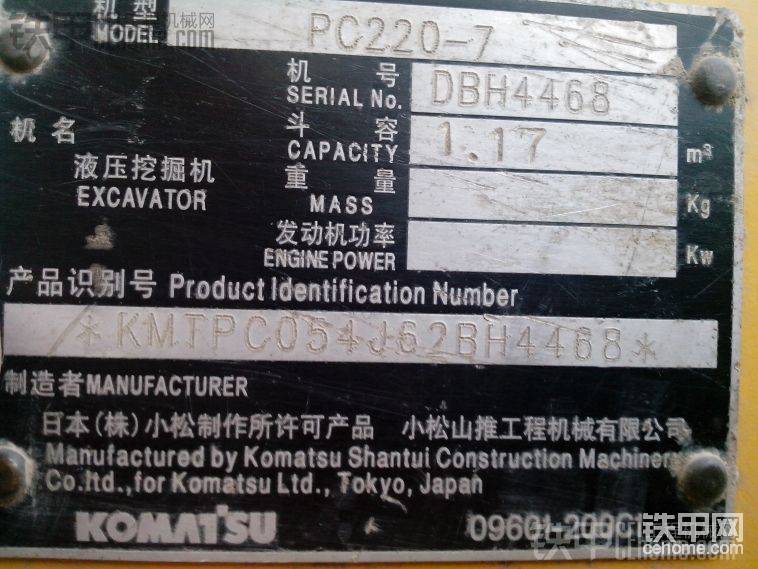 机型 PC220-7
MODEL
机号 DBH4468
SERIAL No.
机名
斗容 1.17 m³
CAPACITY
液压挖掘机
EXCAVATOR
重量 Kg
MASS
发动机功率 Kw
ENGINE POWER
产品识别号 Product Identification Number
*KMTPC054J62BH4468*
制造者MANUFACTURER
日本(株)小松制作所许可产品 小松山推工程机械有限公司
Manufactured by Komatsu Shantui Construction Machinery
Co.ltd.,for Komatsu Ltd., Tokyo, Japan
KOMATSU
铁甲网
cehome.com